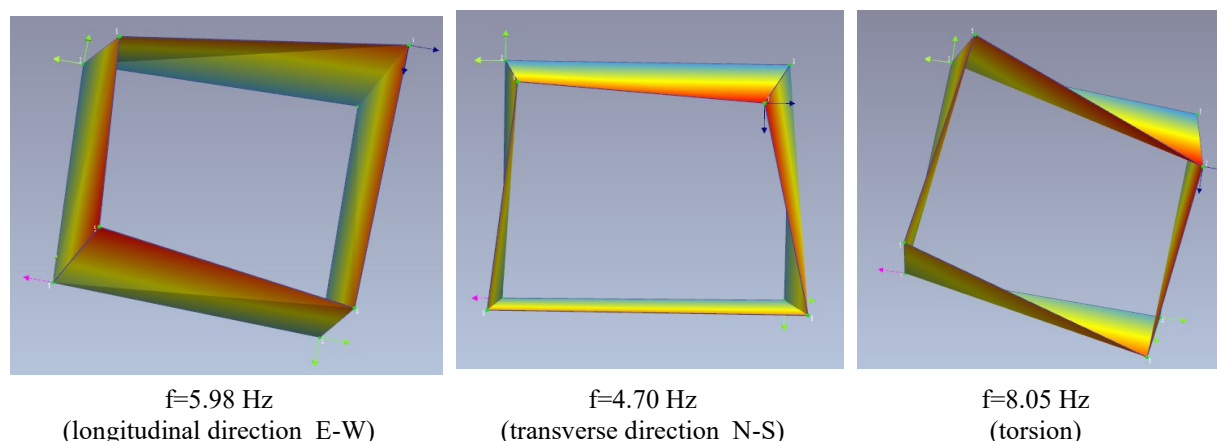 f=5.98 Hz
(longitudinal direction E-W)
f=4.70 Hz
(transverse direction N-S)
f=8.05 Hz
(torsion)